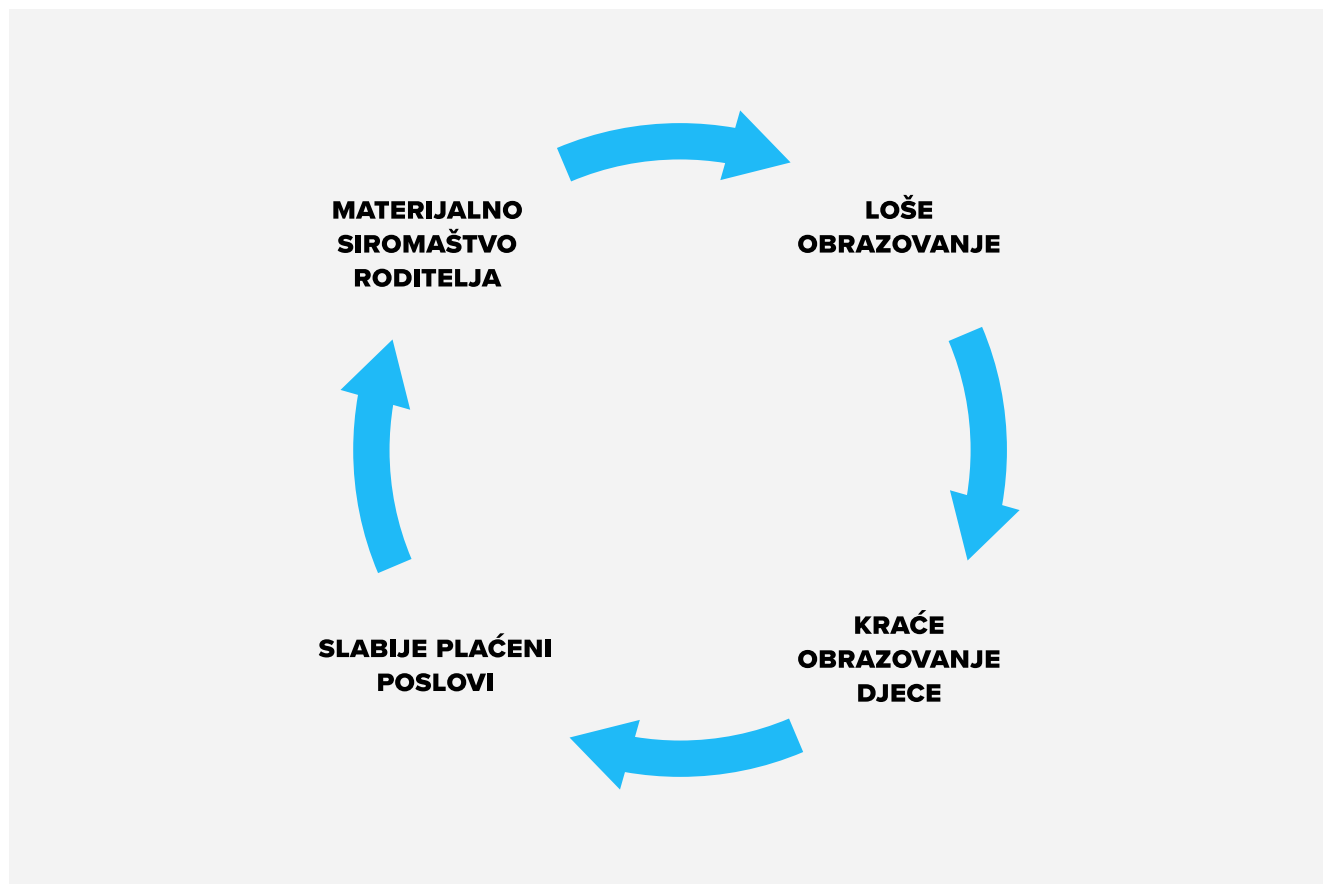 MATERIJALNO
SIROMAŠTVO
RODITELJA
LOŠE
OBRAZOVANJE
KRAĆE
OBRAZOVANJE
DJECE
SLABIJE PLAĆENI
POSLOVI